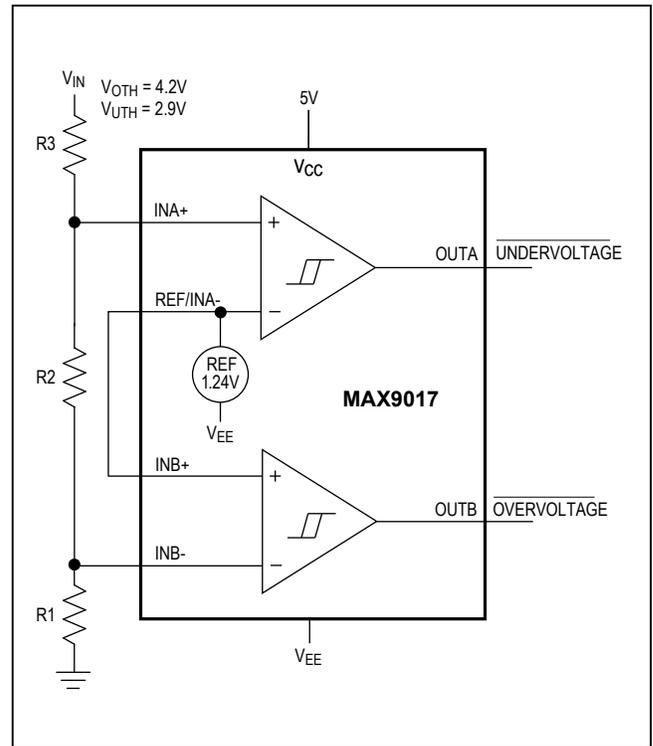 VIN
VOTH = 4.2V
VUTH = 2.9V
5V
R3
VCC
INA+
+
OUTA
UNDERVOLTAGE
REF/INA-
−
REF
1.24V
R2
MAX9017
VEE
INB+
+
OUTB
OVERVOLTAGE
INB-
−
R1
VEE